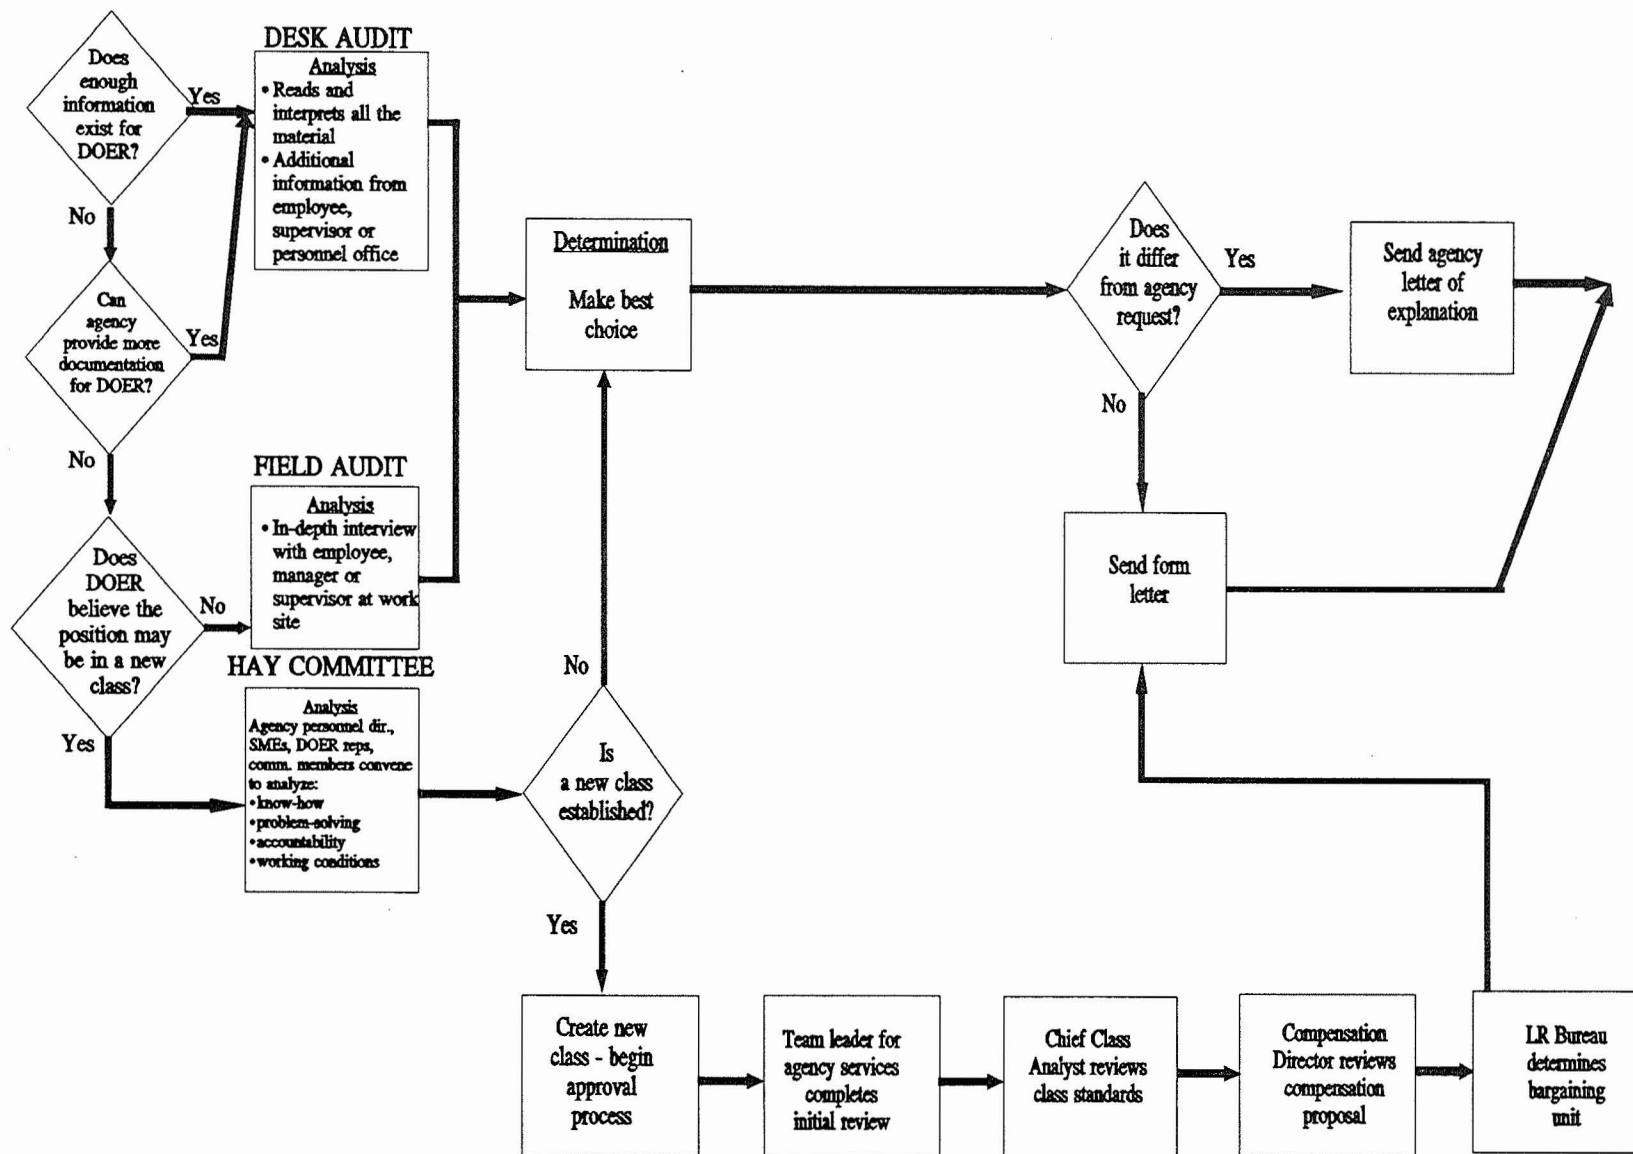 Does
enough
information
exist for
DOER?
Yes
No
DESK AUDIT
Analysis
• Reads and
interprets all the
material
• Additional
information from
employee,
supervisor or
personnel office
Can
agency
provide more
documentation
for DOER?
Yes
No
FIELD AUDIT
Analysis
• In-depth interview
with employee,
manager or
supervisor at work
site
Does
DOER
believe the
position may
be in a new
class?
No
Yes
HAY COMMITTEE
Analysis
Agency personnel dir.,
SMEs, DOER reps,
comm. members convene
to analyze:
• know-how
• problem-solving
• accountability
• working conditions
Determination
Make best
choice
No
Is
a new class
established?
Yes
Does
it differ
from agency
request?
Yes
No
Send agency
letter of
explanation
Send form
letter
Create new
class - begin
approval
process
Team leader for
agency services
completes
initial review
Chief Class
Analyst reviews
class standards
Compensation
Director reviews
compensation
proposal
LR Bureau
determines
bargaining
unit